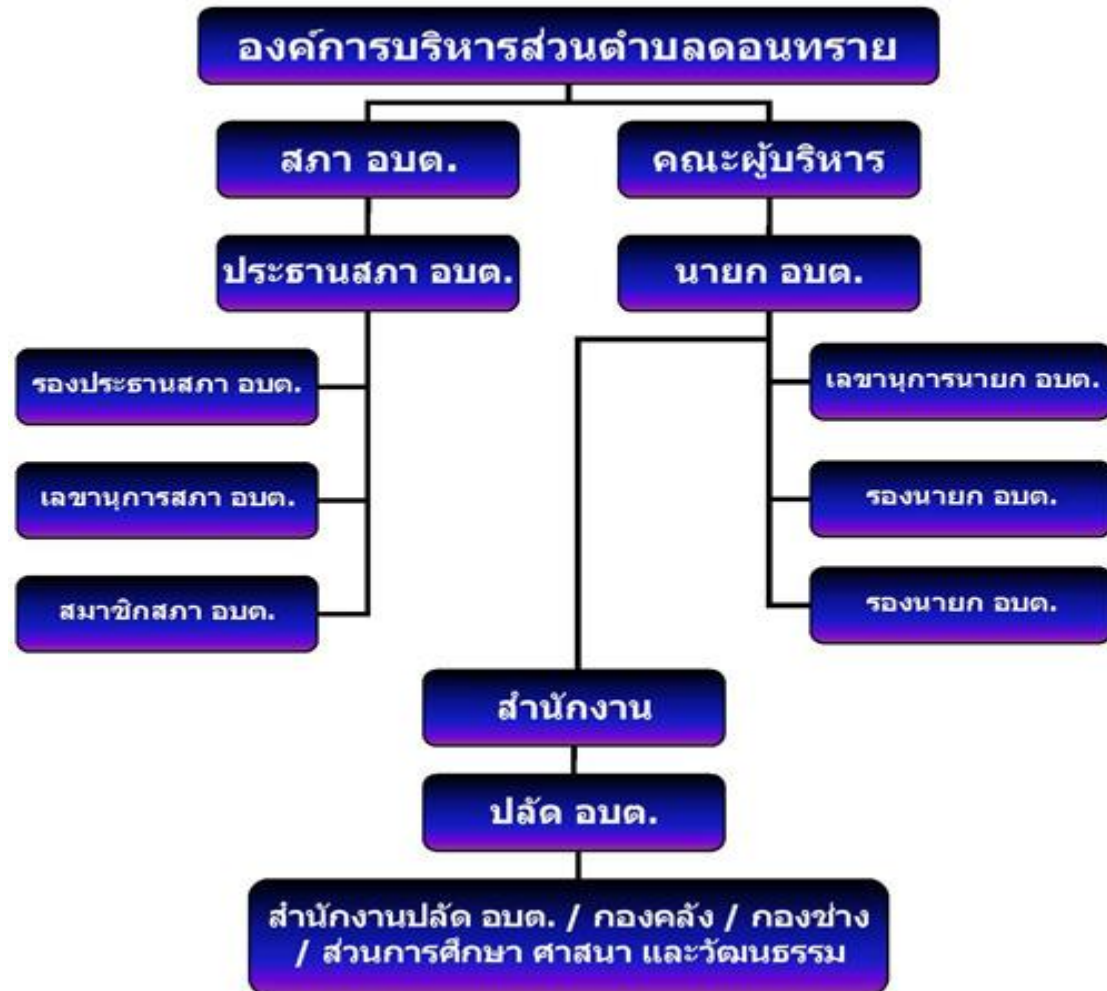 องค์การบริหารส่วนตำบลดอนทราย
สภา อบต.
คณะผู้บริหาร
ประธานสภา อบต.
นายก อบต.
รองประธานสภา อบต.
เลขานุการนายก อบต.
เลขานุการสภา อบต.
รองนายก อบต.
สมาชิกสภา อบต.
รองนายก อบต.
สำนักงาน
ปลัด อบต.
สำนักงานปลัด อบต. / กองคลัง / กองช่าง
/ ส่วนการศึกษา ศาสนา และวัฒนธรรม